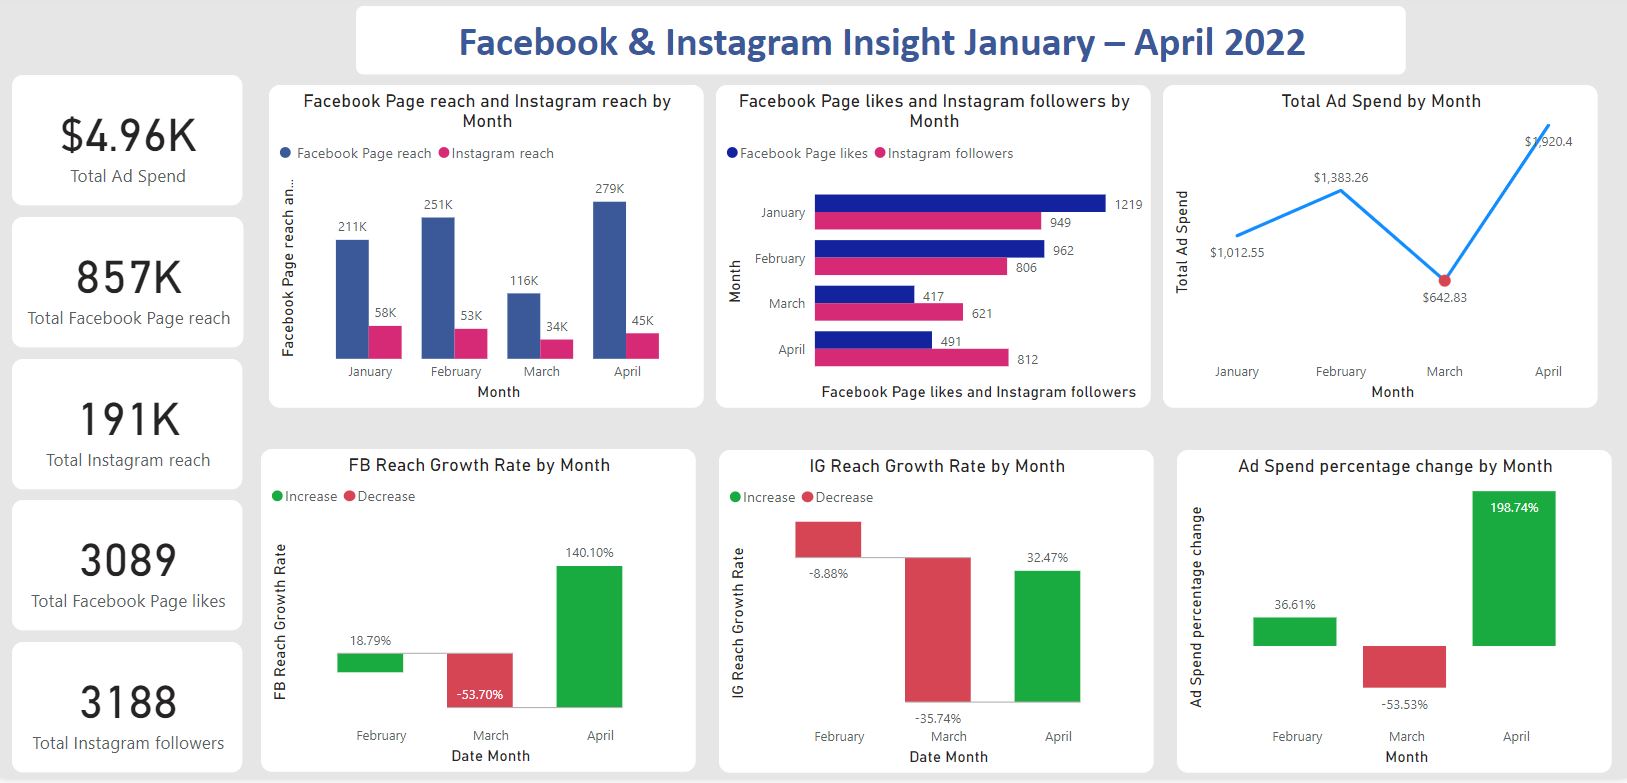 Facebook & Instagram Insight January – April 2022
$4.96K
Total Ad Spend
857K
Total Facebook Page reach
191K
Total Instagram reach
3089
Total Facebook Page likes
3188
Total Instagram followers
Facebook Page reach and Instagram reach by
Month
Facebook Page reach Instagram reach
Facebook Page reach an...
211K
58K
251K
53K
116K
34K
279K
45K
January February March April
Month
Facebook Page likes and Instagram followers by
Month
Facebook Page likes Instagram followers
Month
January
1219
949
February
962
806
March
417
621
April
491
812
Facebook Page likes and Instagram followers
Total Ad Spend by Month
Total Ad Spend
$1,012.55
$1,383.26
$642.83
$1,920.4
January February March April
Month
FB Reach Growth Rate by Month
Increase Decrease
FB Reach Growth Rate
18.79%
-53.70%
140.10%
February March April
Date Month
IG Reach Growth Rate by Month
Increase Decrease
IG Reach Growth Rate
-8.88%
-35.74%
32.47%
February March April
Date Month
Ad Spend percentage change by Month
Ad Spend percentage change
36.61%
-53.53%
198.74%
February March April
Month